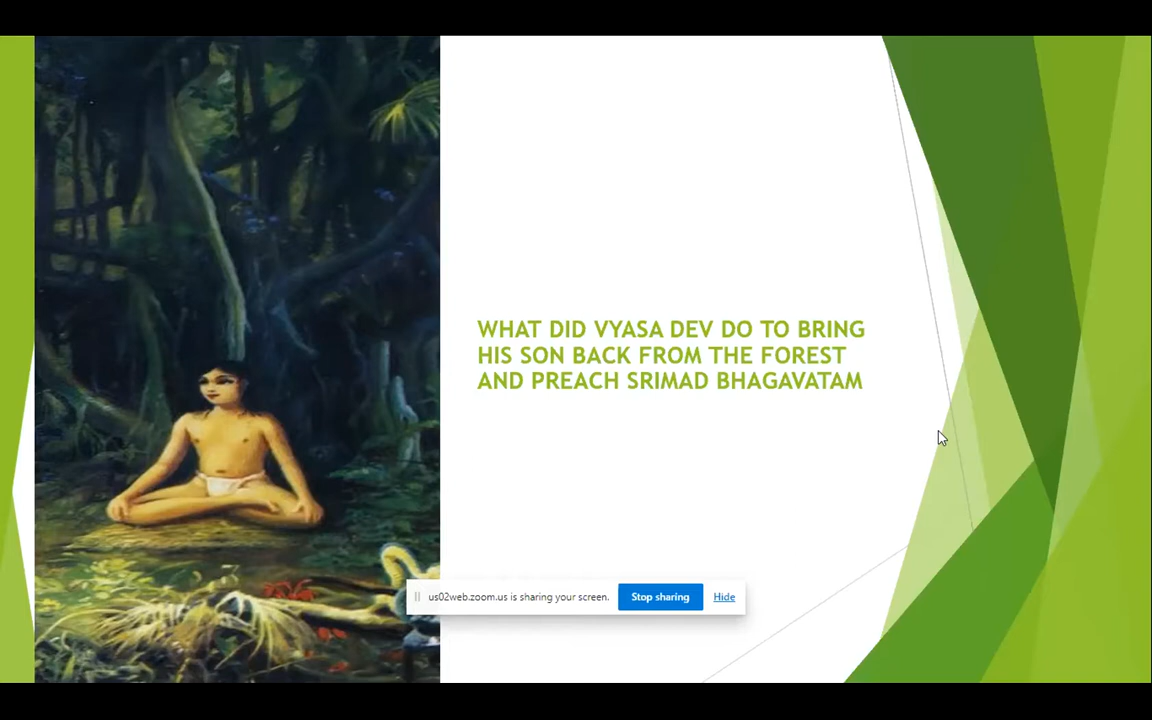 WHAT DID VYASA DEV DO TO BRING
HIS SON BACK FROM THE FOREST
AND PREACH SRIMAD BHAGAVATAM
us02web.zoom.us is sharing your screen.
Stop sharing
Hide